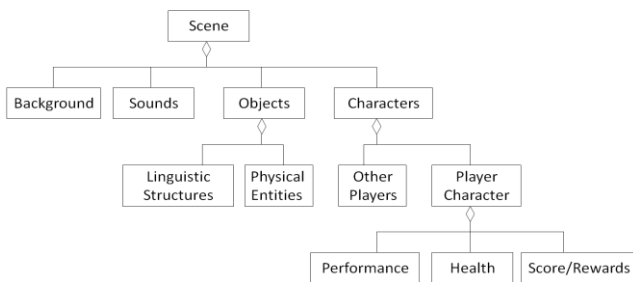 Scene
Background
Sounds
Objects
Characters
Linguistic
Structures
Physical
Entities
Other
Players
Player
Character
Performance
Health
Score/Rewards